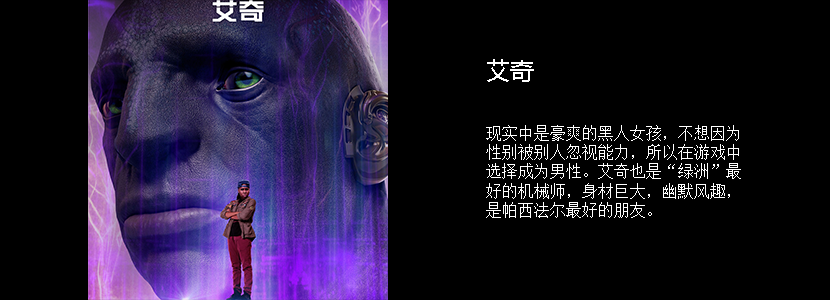 艾奇
艾奇
现实中是豪爽的黑人女孩，不想因为
性别被别人忽视能力，所以在游戏中
选择成为男性。艾奇也是“绿洲”最
好的机械师，身材巨大，幽默风趣，
是帕西法尔最好的朋友。